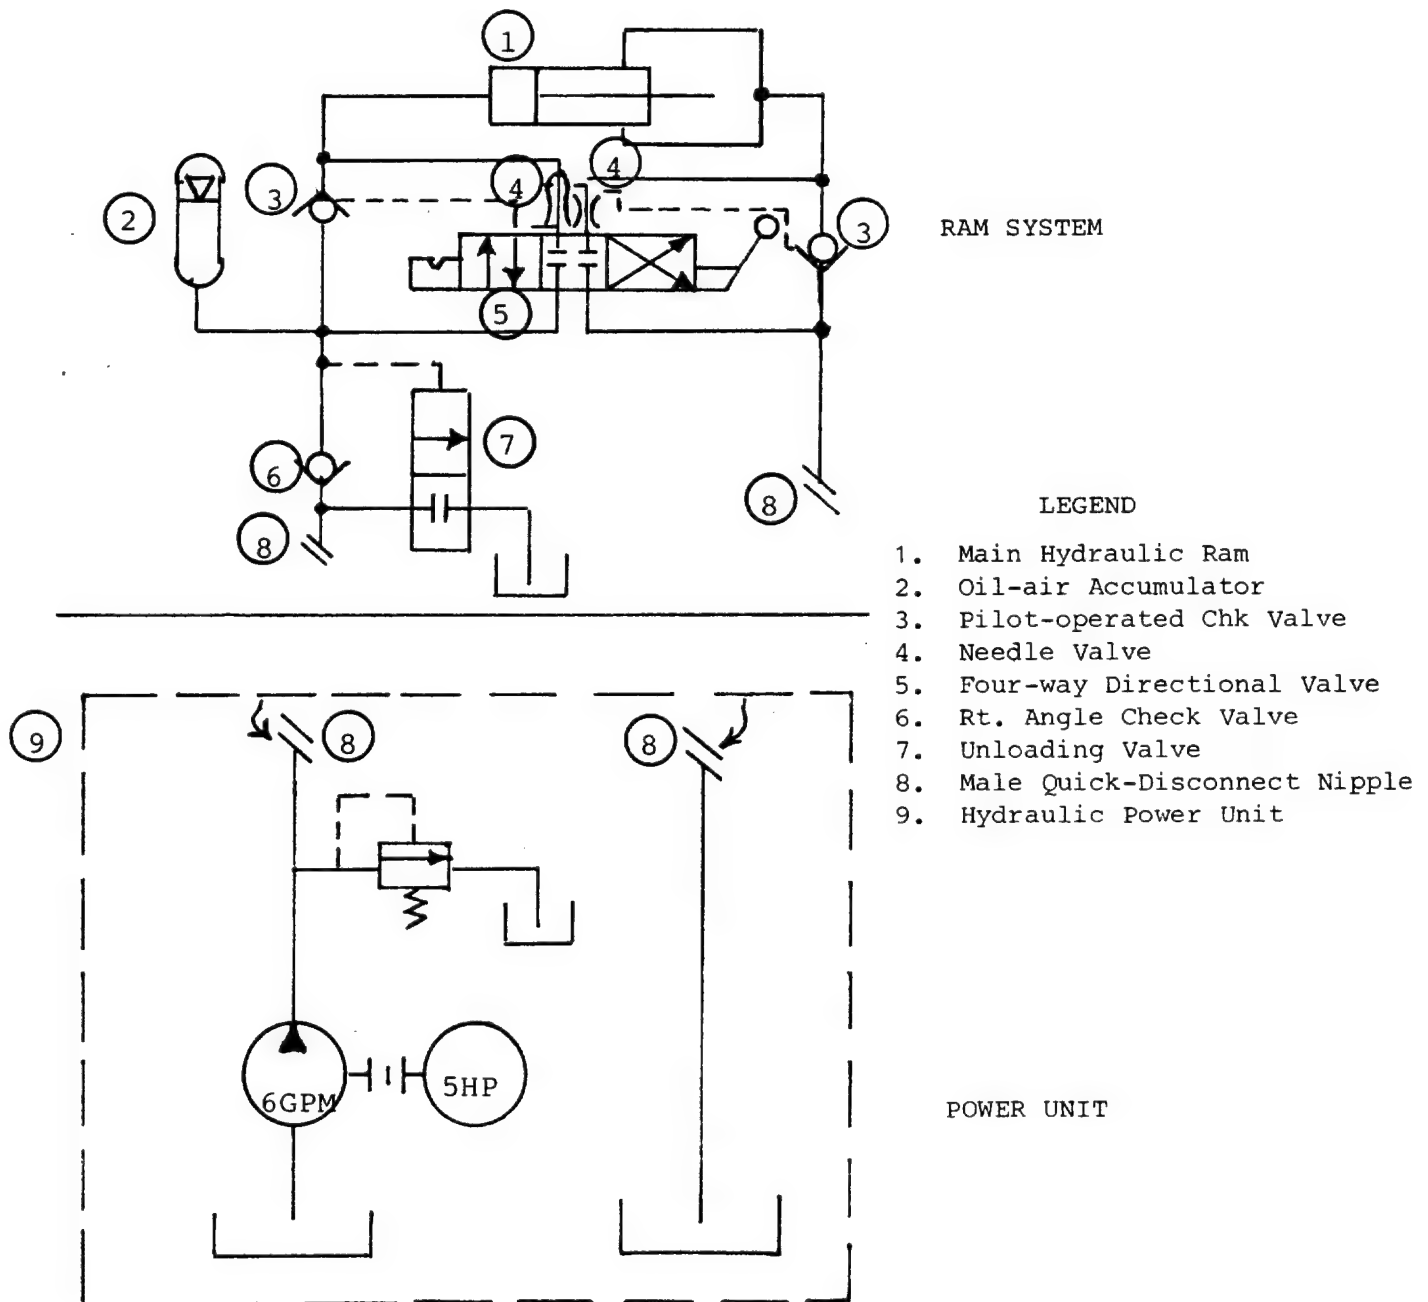 1
2
3
4
4
3
5
RAM SYSTEM
6
7
8
8
LEGEND
1. Main Hydraulic Ram
2. Oil-air Accumulator
3. Pilot-operated Chk Valve
4. Needle Valve
5. Four-way Directional Valve
6. Rt. Angle Check Valve
7. Unloading Valve
8. Male Quick-Disconnect Nipple
9. Hydraulic Power Unit
9
8
8
6GPM
5HP
POWER UNIT